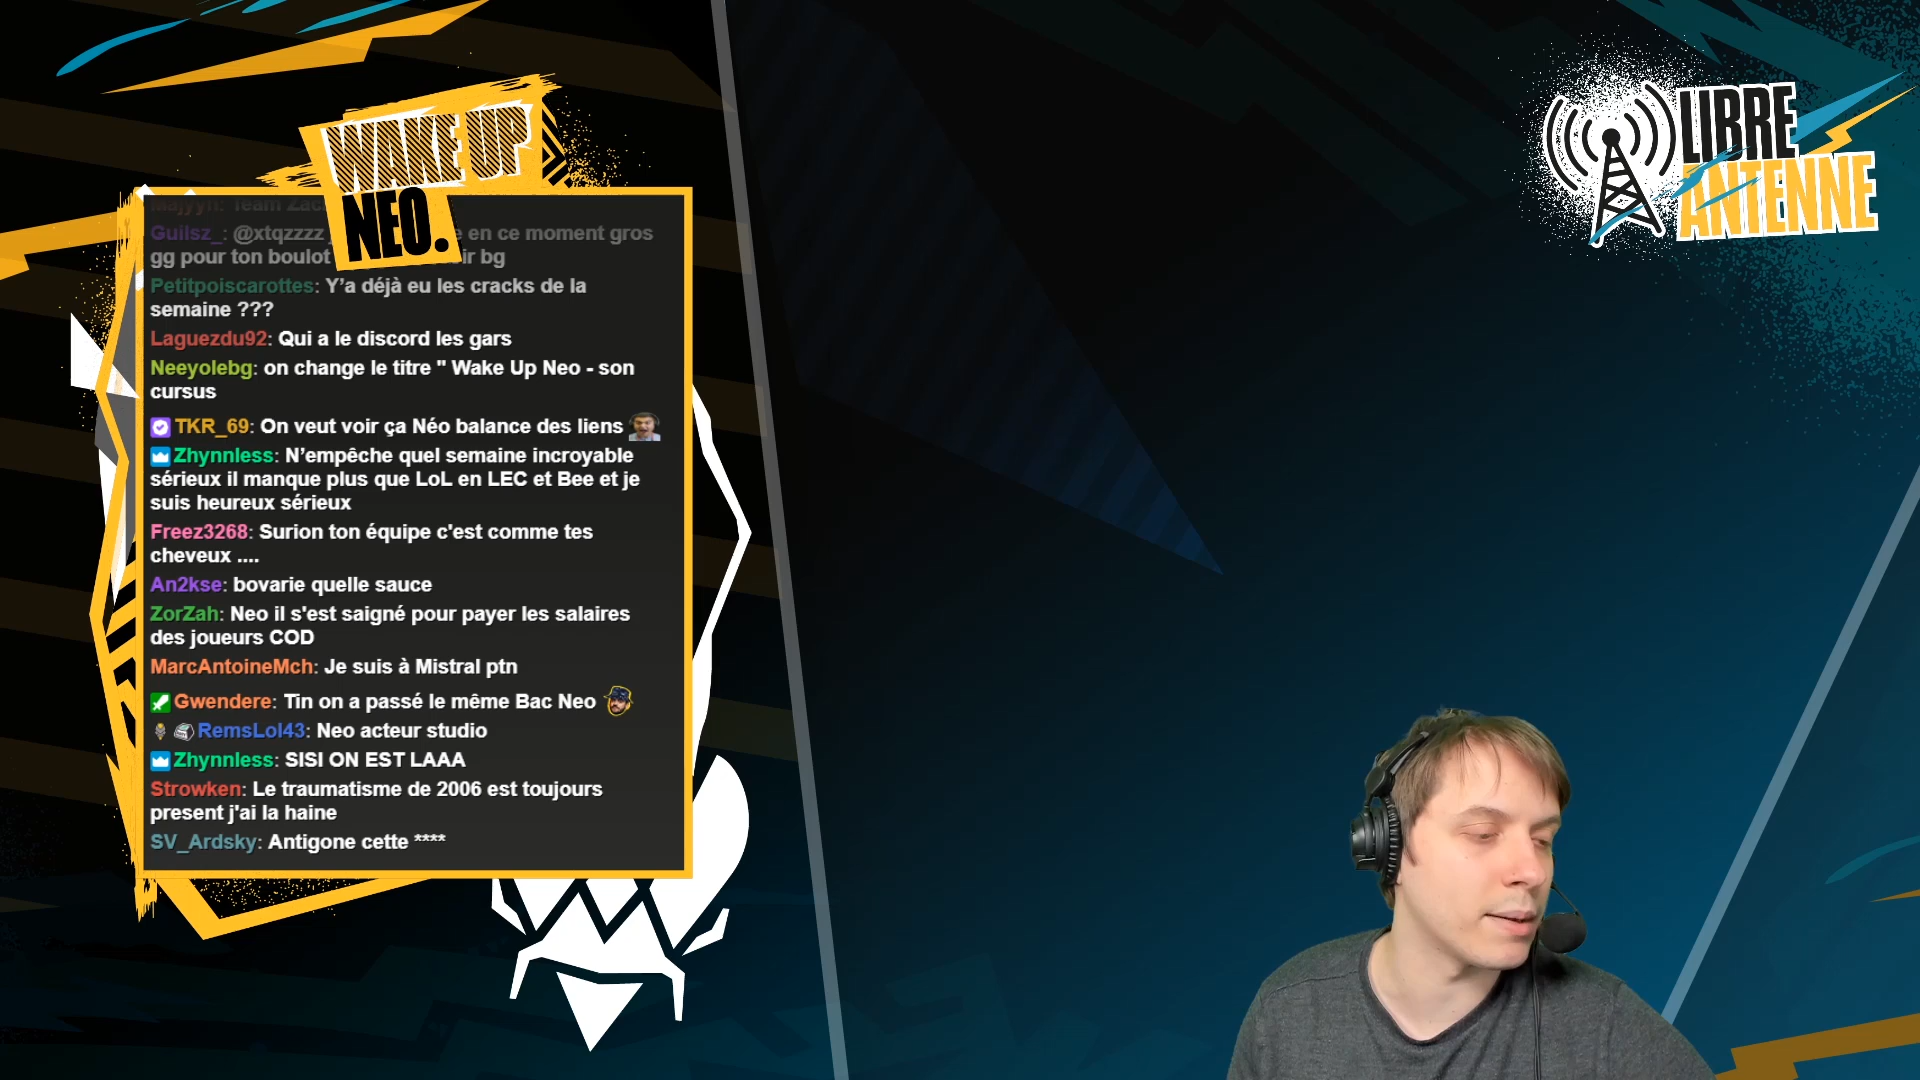 WAKE UP
NEO.
LIBRE
ANTENNE
Majyyn: Team Zac
Guilsz_: @xtqzzzz e en ce moment gros
gg pour ton boulot ir bg
Petitpoiscarottes: Y’a déjà eu les cracks de la
semaine ???
Laguezdu92: Qui a le discord les gars
Neeyolebg: on change le titre " Wake Up Neo - son
cursus
TKR_69: On veut voir ça Néo balance des liens
Zhynnless: N’empêche quel semaine incroyable
sérieux il manque plus que LoL en LEC et Bee et je
suis heureux sérieux
Freez3268: Surion ton équipe c'est comme tes
cheveux ....
An2kse: bovarie quelle sauce
ZorZah: Neo il s'est saigné pour payer les salaires
des joueurs COD
MarcAntoineMch: Je suis à Mistral ptn
Gwendere: Tin on a passé le même Bac Neo
RemsLol43: Neo acteur studio
Zhynnless: SISI ON EST LAAA
Strowken: Le traumatisme de 2006 est toujours
present j'ai la haine
SV_Ardsky: Antigone cette ****